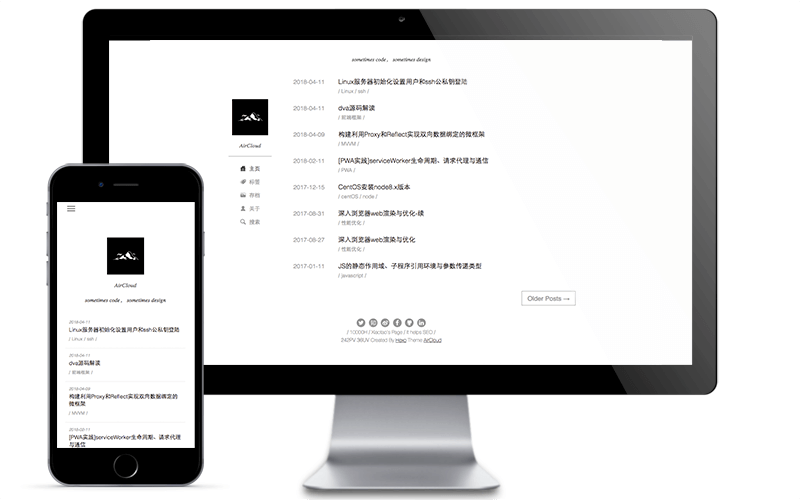 sometimes code， sometimes design
AirCloud
主页
标签
存档
关于
搜索
2018-04-11 Linux服务器初始化设置用户和ssh公私钥登陆
/ Linux / ssh /
2018-04-11 dva源码解读
/ 前端框架 /
2018-04-09 构建利用Proxy和Reflect实现双向数据绑定的微框架
/ MVVM /
2018-02-11 [PWA实践]serviceWorker生命周期、请求代理与通信
/ PWA /
2017-12-15 CentOS安装node8.x版本
/ centOS / node /
2017-08-31 深入浏览器web渲染与优化-续
/ 性能优化 /
2017-08-27 深入浏览器web渲染与优化
/ 性能优化 /
2017-01-11 JS的静态作用域、子程序引用环境与参数传递类型
/ javascript /
Older Posts →
/ 10000H / Xiaotao's Page / It helps SEO /
242PV 386UV Created By Hexo Theme AirCloud
AirCloud
sometimes code， sometimes design
2018-04-11
Linux服务器初始化设置用户和ssh公私钥登陆
/ Linux / ssh /
2018-04-11
dva源码解读
/ 前端框架 /
2018-04-09
构建利用Proxy和Reflect实现双向数据绑定的
微框架
/ MVVM /
2018-02-11
[PWA实践]serviceWorker生命周期、请求代理
与通信